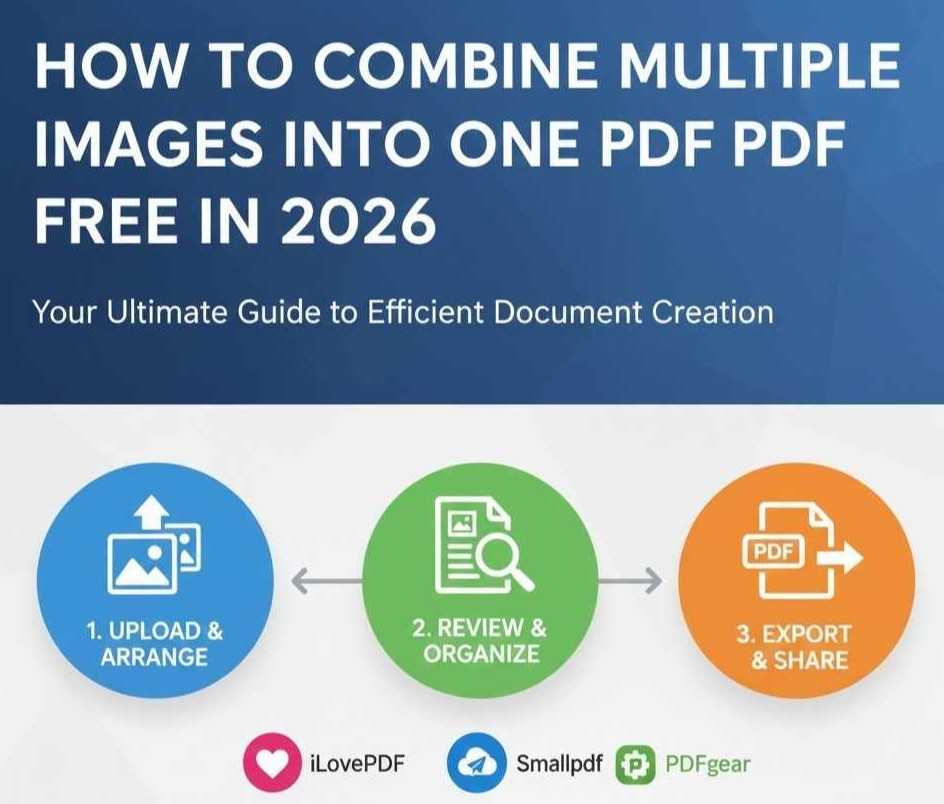 HOW TO COMBINE MULTIPLE
IMAGES INTO ONE PDF PDF
FREE IN 2026
Your Ultimate Guide to Efficient Document Creation
1. UPLOAD &
ARRANGE
2. REVIEW &
ORGANIZE
PDF
3. EXPORT
& SHARE
iLovePDF
Smallpdf
P
PDFgear